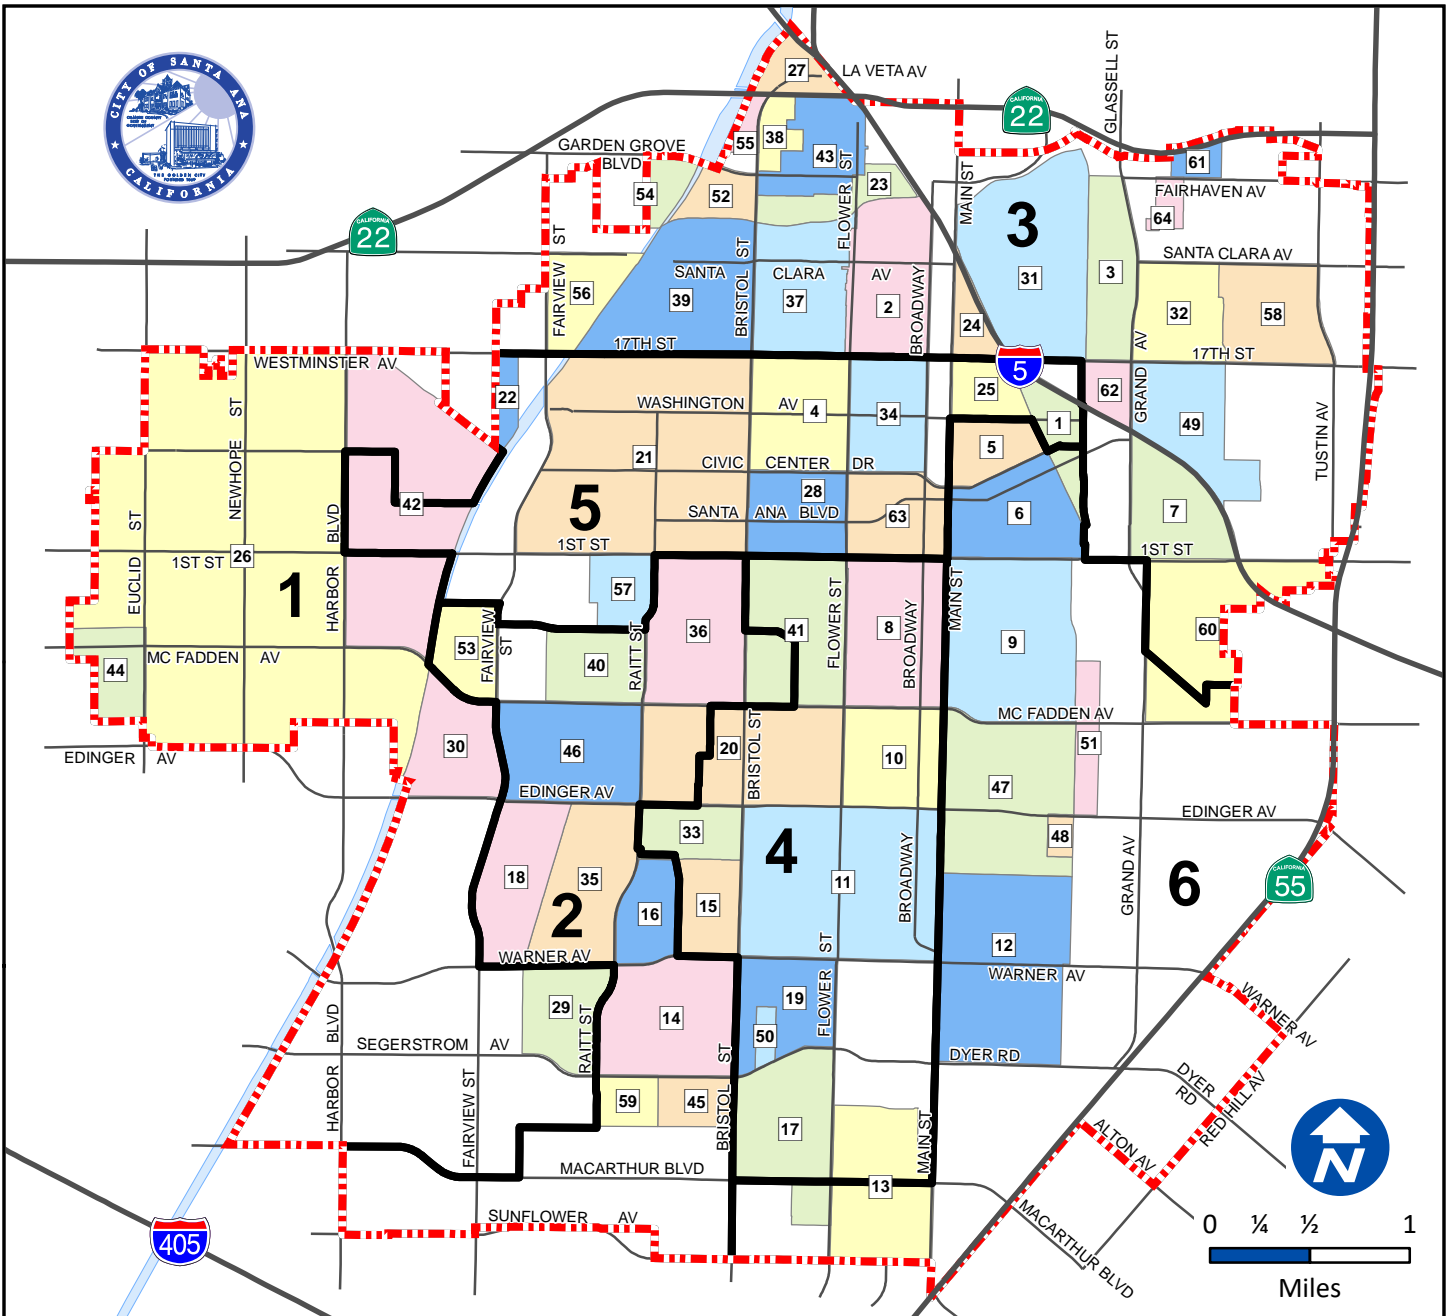 CITY OF SANTA ANA
CALIFORNIA
27
LA VETA AV
CALIFORNIA
22
GLASSELL ST
GARDEN GROVE
BLVD
55
38
43
FLOWER ST
23
MAIN ST
61
FAIRHAVEN AV
54
52
64
3
CALIFORNIA
22
FAIRVIEW ST
BRISTOL ST
SANTA CLARA AV
SANTA CLARA AV
56
39
37
2
BROADWAY
31
3
32
58
24
GRAND AV
17TH ST
17TH ST
WESTMINSTER AV
5
22
25
62
NEWHOPE ST
WASHINGTON AV
4
34
1
49
TUSTIN AV
21
5
CIVIC CENTER DR
28
42
5
SANTA ANA BLVD
63
6
7
EUCLID ST
HARBOR BLVD
1ST ST
26
1ST ST
1ST ST
1
57
FLOWER ST
MAIN ST
53
FAIRVIEW ST
36
41
8
BROADWAY
9
60
44
MC FADDEN AV
40
RAITT ST
MC FADDEN AV
30
46
20
BRISTOL ST
10
51
EDINGER AV
EDINGER AV
47
EDINGER AV
33
4
48
18
35
2
16
15
11
BROADWAY
GRAND AV
6
CALIFORNIA
55
WARNER AV
12
WARNER AV
WARNER AV
29
RAITT ST
14
19
FLOWER ST
50
HARBOR BLVD
SEGERSTROM AV
DYER RD
DYER RD
RED HILL AV
FAIRVIEW ST
59
45
BRISTOL ST
17
MAIN ST
ALTON AV
N
MACARTHUR BLVD
13
MACARTHUR BLVD
SUNFLOWER AV
405
0 ¼ ½ 1
Miles